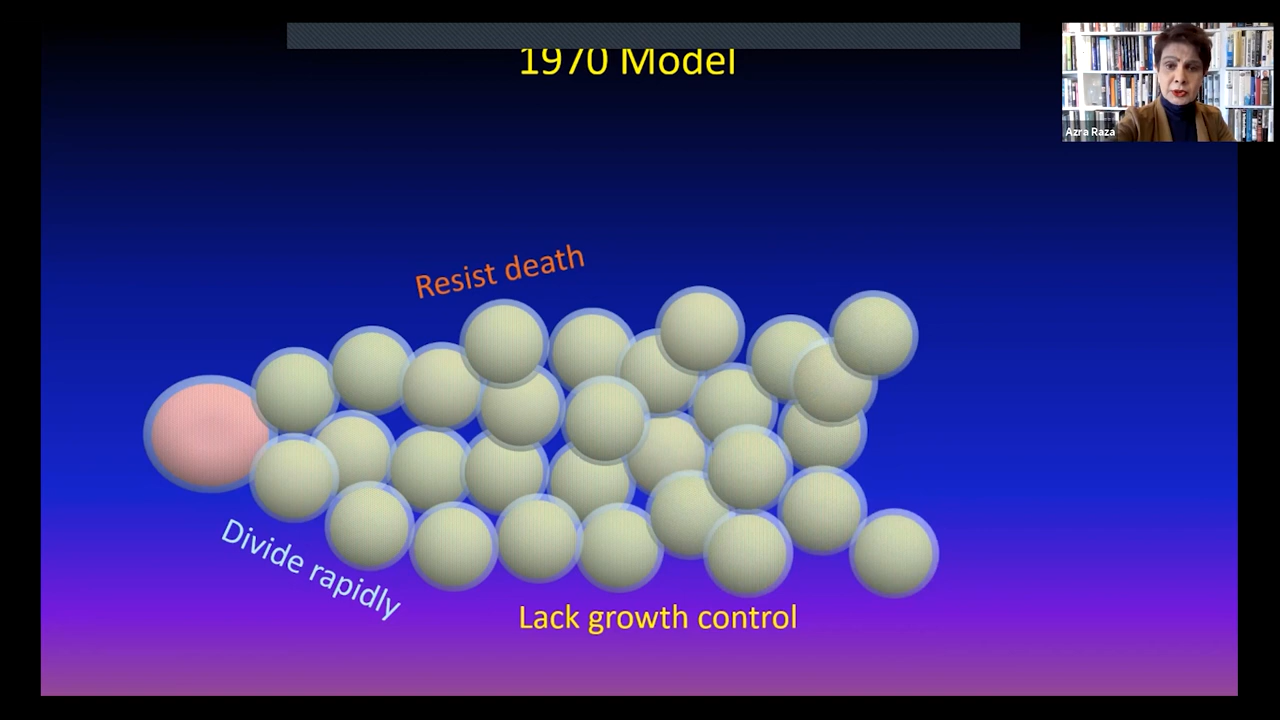 1970 Model
Azra Raza
Resist death
Divide rapidly
Lack growth control